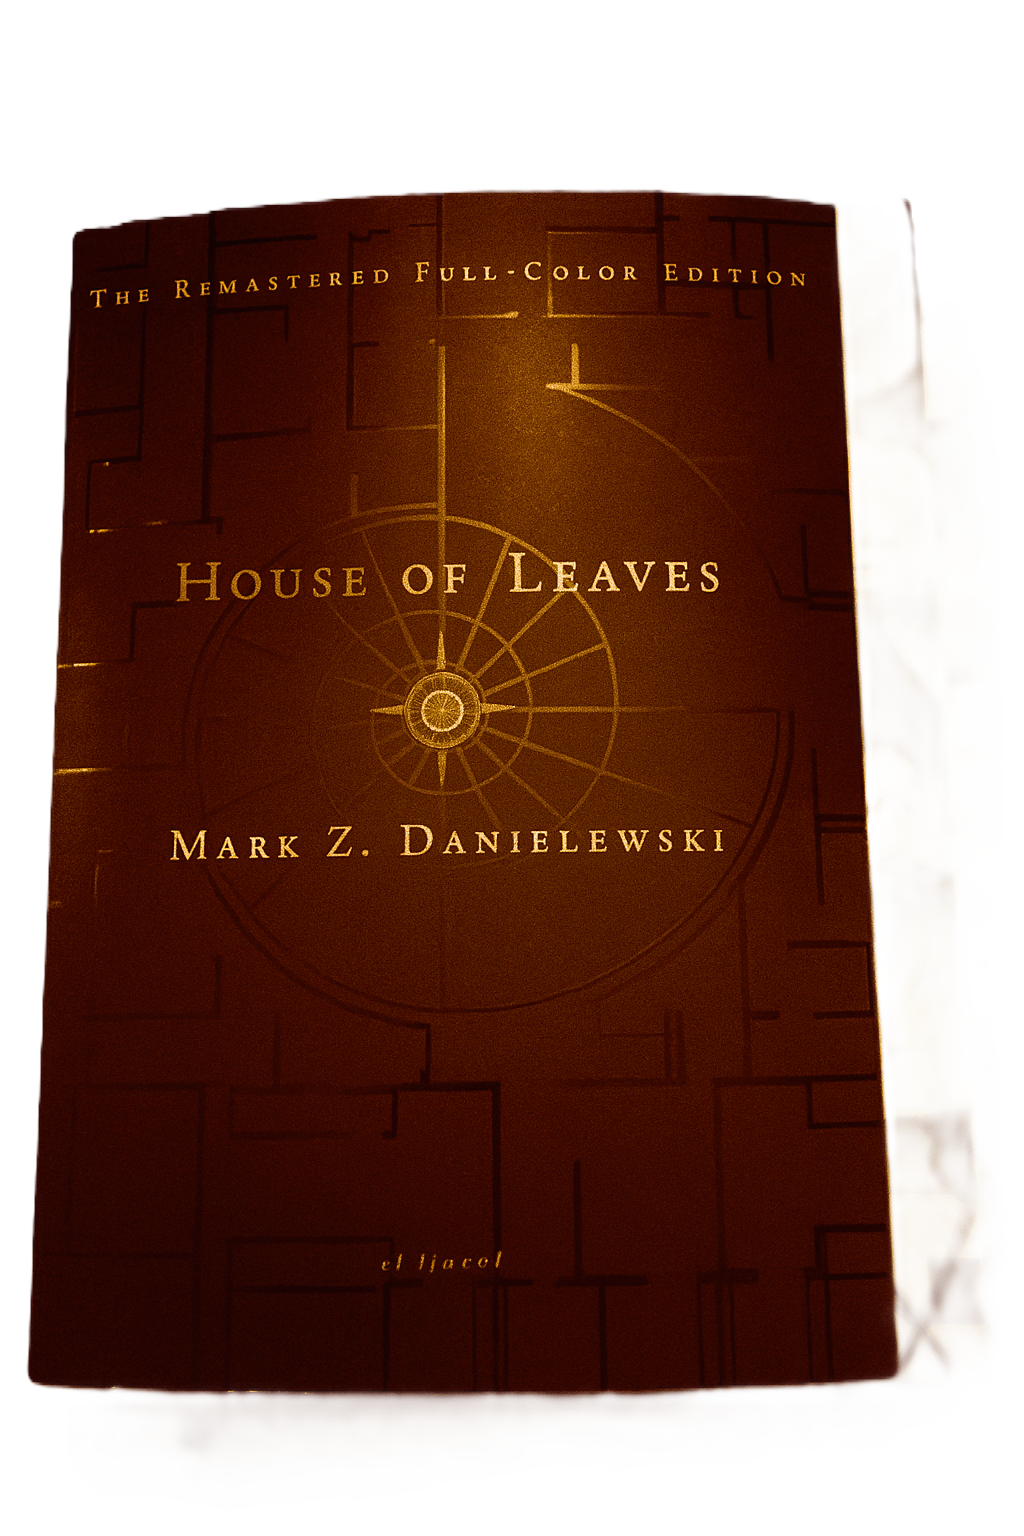 The Remastered Full-Color Edition
House of Leaves
Mark Z. Danielewski